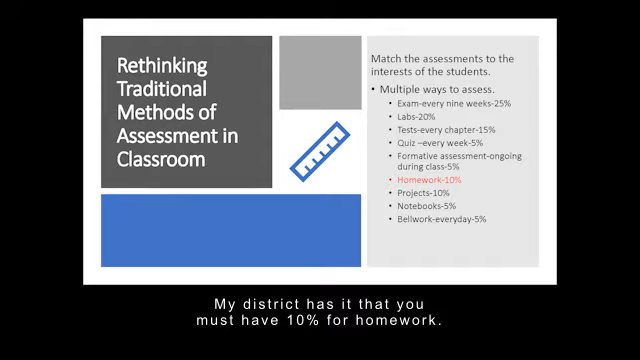 Rethinking
Traditional
Methods of
Assessment in
Classroom
Match the assessments to the
interests of the students.
• Multiple ways to assess.
• Exam-every nine weeks-25%
• Labs-20%
• Tests-every chapter-15%
• Quiz –every week-5%
• Formative assessment-ongoing
during class-5%
• Homework-10%
• Projects-10%
• Notebooks-5%
• Bellwork-everyday-5%
My district has it that you
must have 10% for homework.